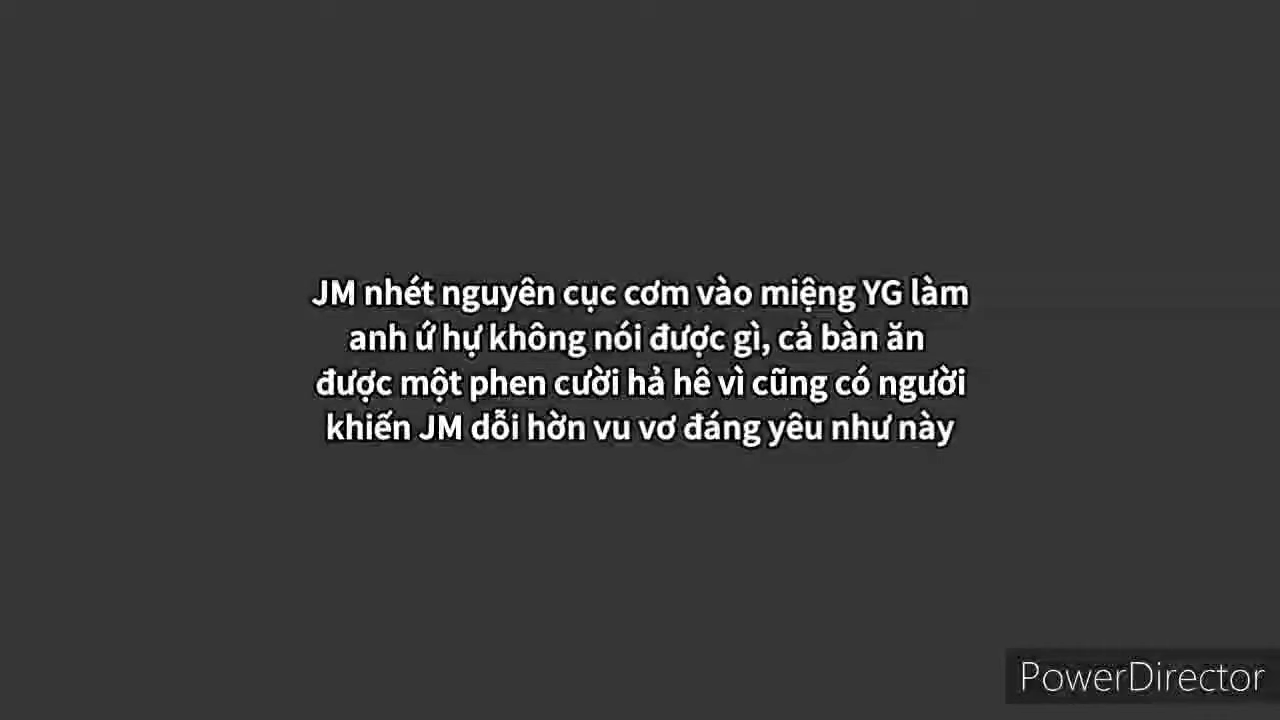 JM nhét nguyên cục cơm vào miệng YG làm
anh ứ hự không nói được gì, cả bàn ăn
được một phen cười hả hê vì cũng có người
khiến JM dỗi hờn vu vơ đáng yêu như này
PowerDirector